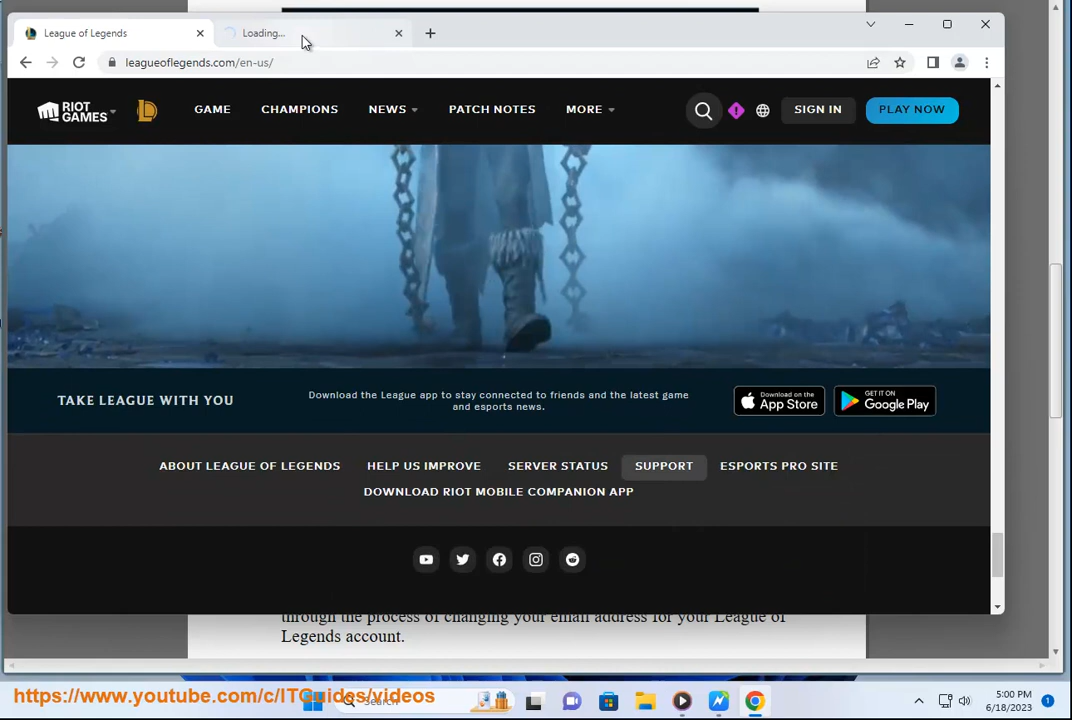 League of Legends
Loading...
leagueoflegends.com/en-us/
RIOT GAMES
GAME
CHAMPIONS
NEWS
PATCH NOTES
MORE
SIGN IN
PLAY NOW
TAKE LEAGUE WITH YOU
Download the League app to stay connected to friends and the latest game
and esports news.
Download on the
App Store
GET IT ON
Google Play
ABOUT LEAGUE OF LEGENDS
HELP US IMPROVE
SERVER STATUS
SUPPORT
ESPORTS PRO SITE
DOWNLOAD RIOT MOBILE COMPANION APP
through the process of changing your email address for your League of
Legends account.
https://www.youtube.com/c/ITGuides/videos
Search
5:00 PM
6/18/2023
1